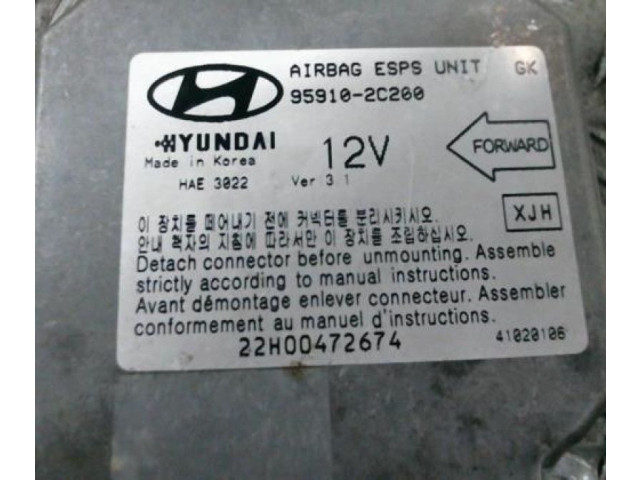 AIRBAG ESPS UNIT GK
95910-2C200
HYUNDAI
Made in Korea
12V
FORWARD
HAE 3022 Ver 3.1
XJH
이 장치를 떼어내기 전에 커넥터를 분리시키시오.
안내 책자의 지침에 따라서만 이 장치를 조립하십시오.
Detach connector before unmounting. Assemble
strictly according to manual instructions.
Avant démontage enlever connecteur. Assembler
conformement au manuel d'instructions.
22H00472674 41020106